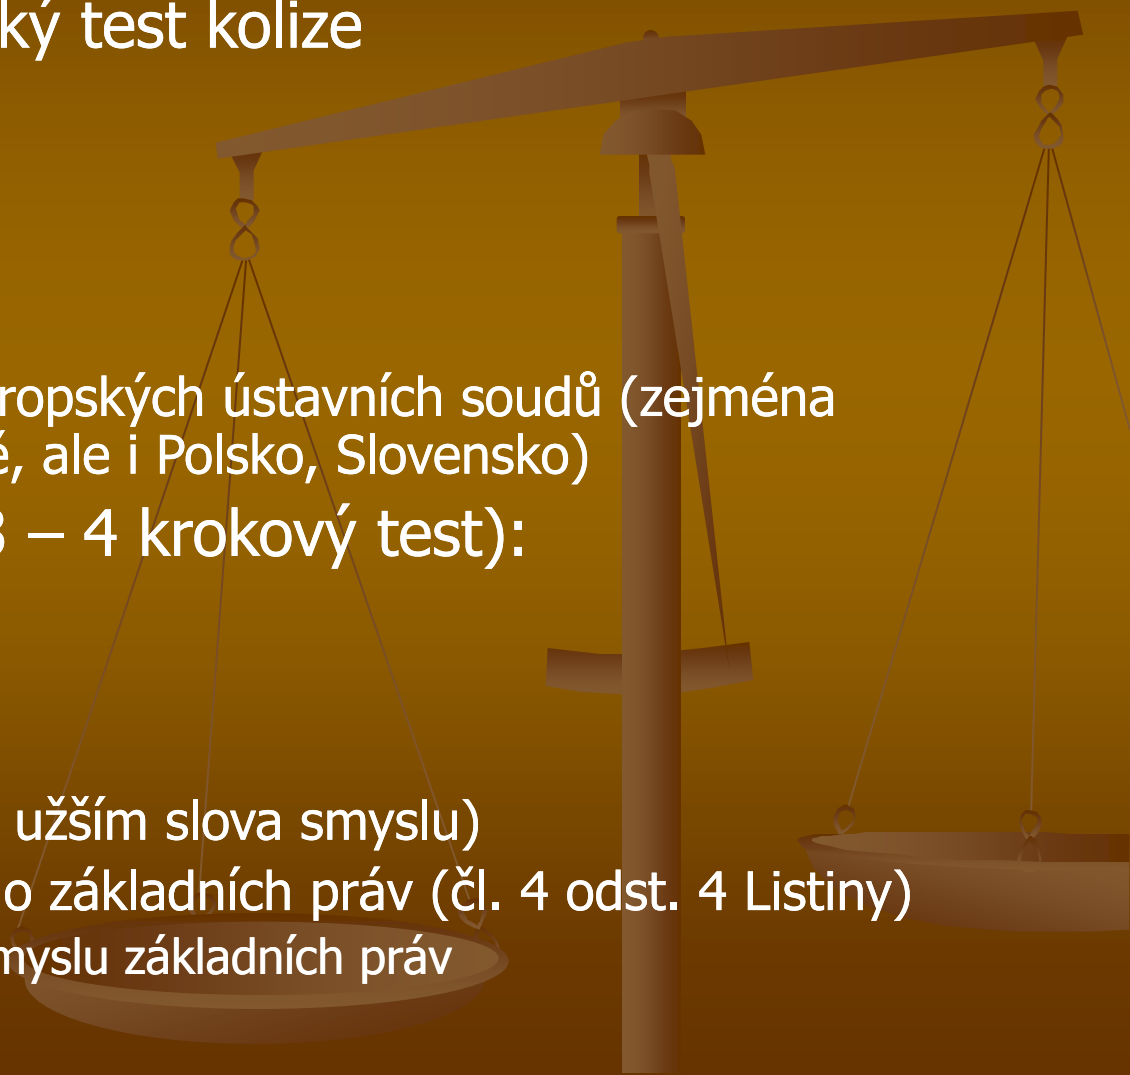 ký test kolize
ropských ústavních soudů (zejména
, ale i Polsko, Slovensko)
– 4 krokový test):
užším slova smyslu)
o základních práv (čl. 4 odst. 4 Listiny)
myslu základních práv